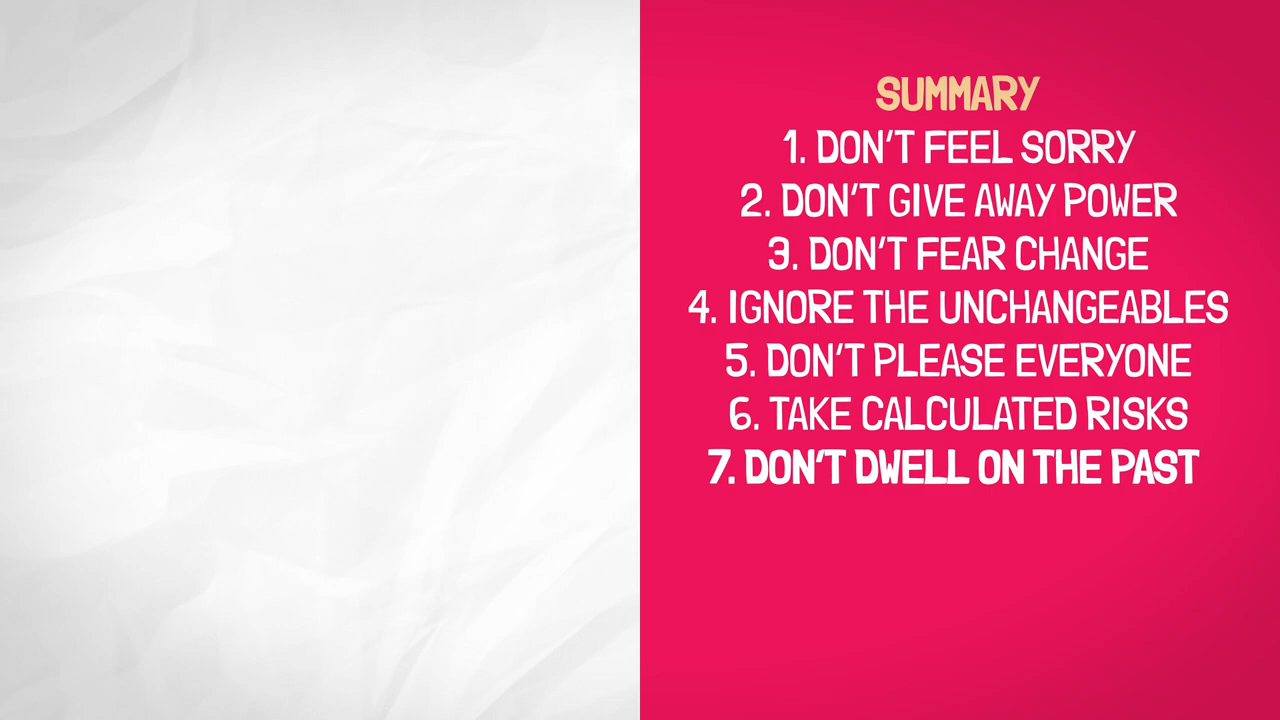 SUMMARY
1. DON'T FEEL SORRY
2. DON'T GIVE AWAY POWER
3. DON'T FEAR CHANGE
4. IGNORE THE UNCHANGEABLES
5. DON'T PLEASE EVERYONE
6. TAKE CALCULATED RISKS
7. DON'T DWELL ON THE PAST